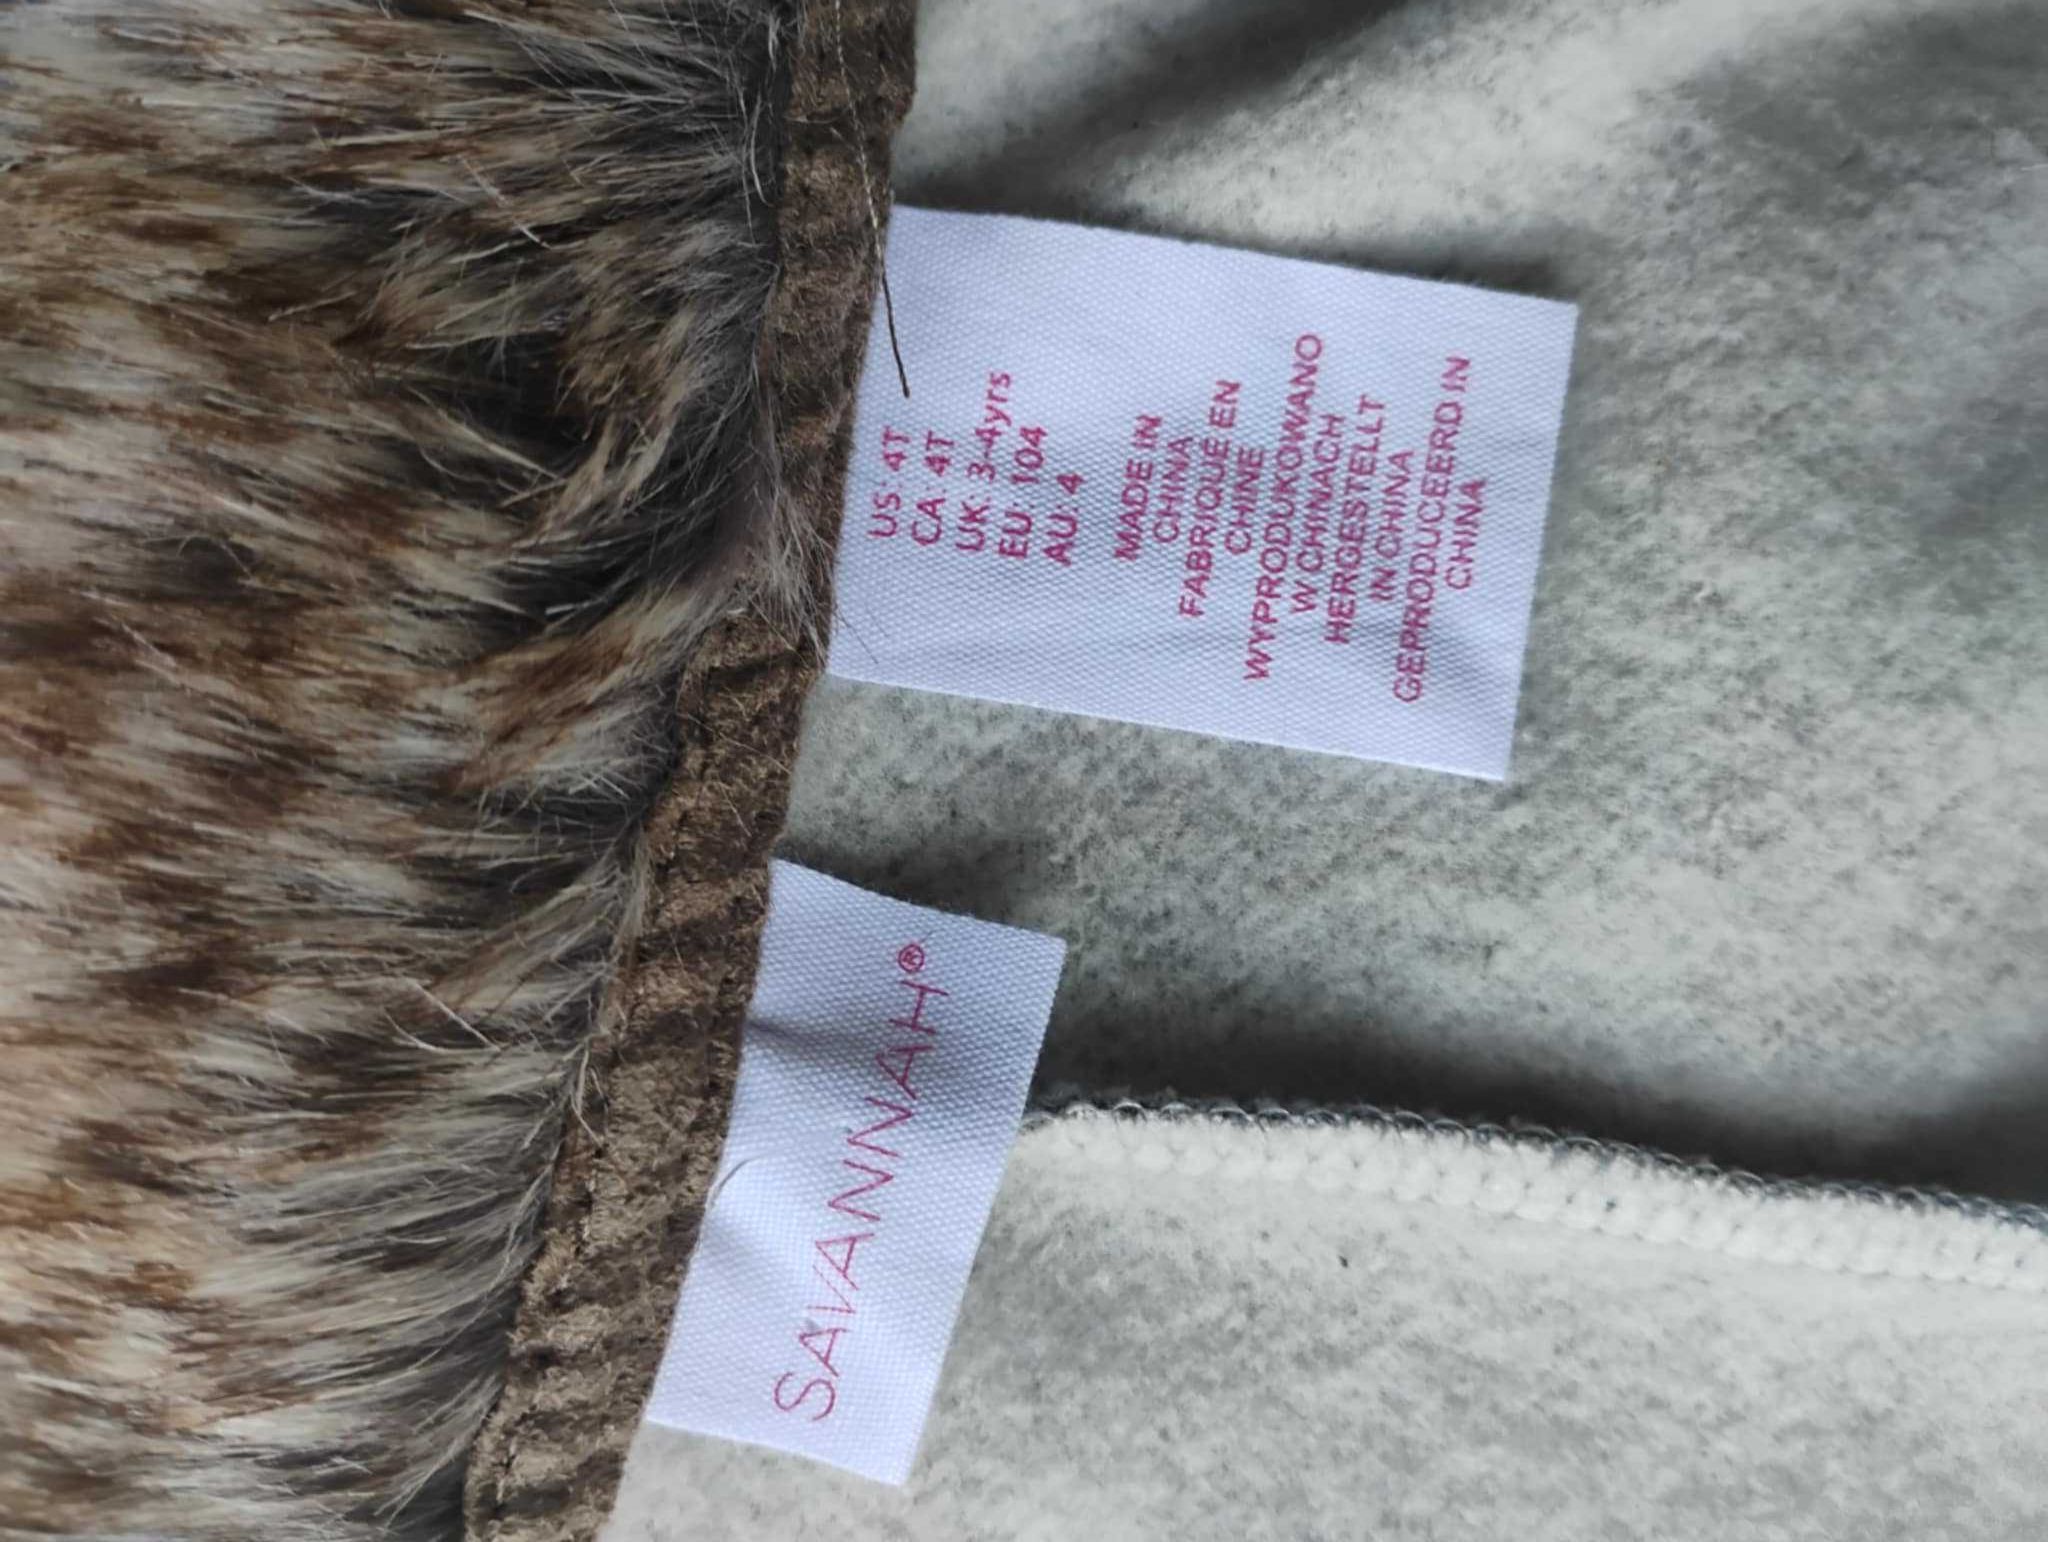 US: 4T
CA: 4T
UK: 3-4yrs
EU: 104
AU: 4
MADE IN
CHINA
FABRIQUÉ EN
CHINE
WYPRODUKOWANO
W CHINACH
HERGESTELLT
IN CHINA
GEPRODUCEERD IN
CHINA
SAVANNAH®